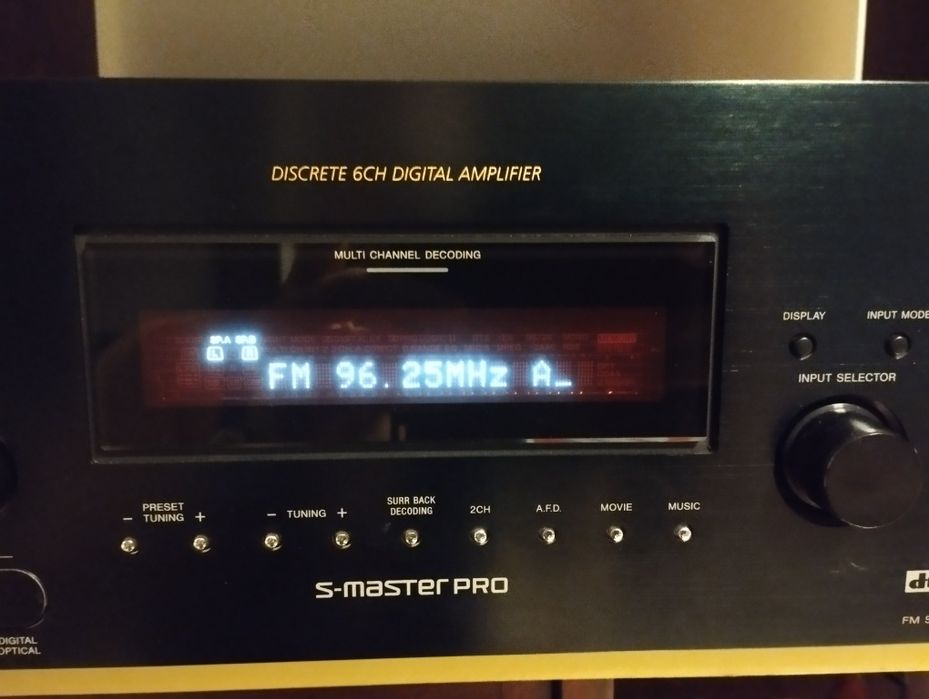 DISCRETE 6CH DIGITAL AMPLIFIER
MULTI CHANNEL DECODING
SP.A SP.B
L R
FM 96.25MHz A_
DISPLAY
INPUT MODE
INPUT SELECTOR
PRESET
− TUNING +
− TUNING +
SURR BACK
DECODING
2CH
A.F.D.
MOVIE
MUSIC
S-MASTER PRO
DIGITAL
OPTICAL
FM